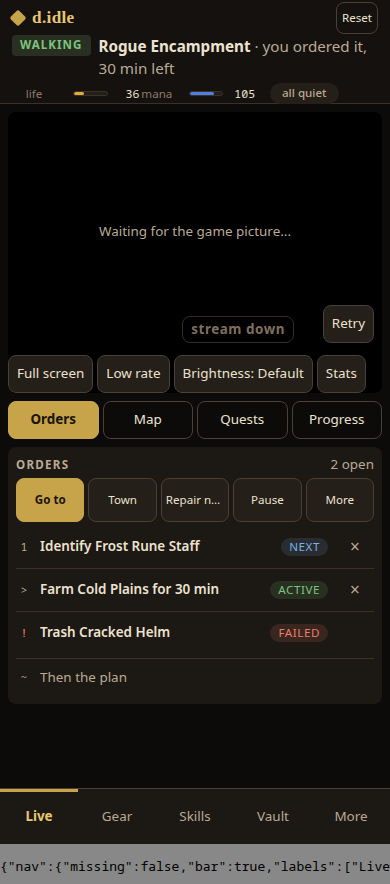 d.idle
Reset
WALKING
Rogue Encampment · you ordered it,
30 min left
life 36 mana 105 all quiet
Waiting for the game picture...
stream down
Retry
Full screen Low rate Brightness: Default Stats
Orders Map Quests Progress
ORDERS 2 open
Go to Town Repair n... Pause More
1 Identify Frost Rune Staff NEXT ×
> Farm Cold Plains for 30 min ACTIVE ×
! Trash Cracked Helm FAILED
~ Then the plan
Live Gear Skills Vault More
{"nav":{"missing":false,"bar":true,"labels":["Live